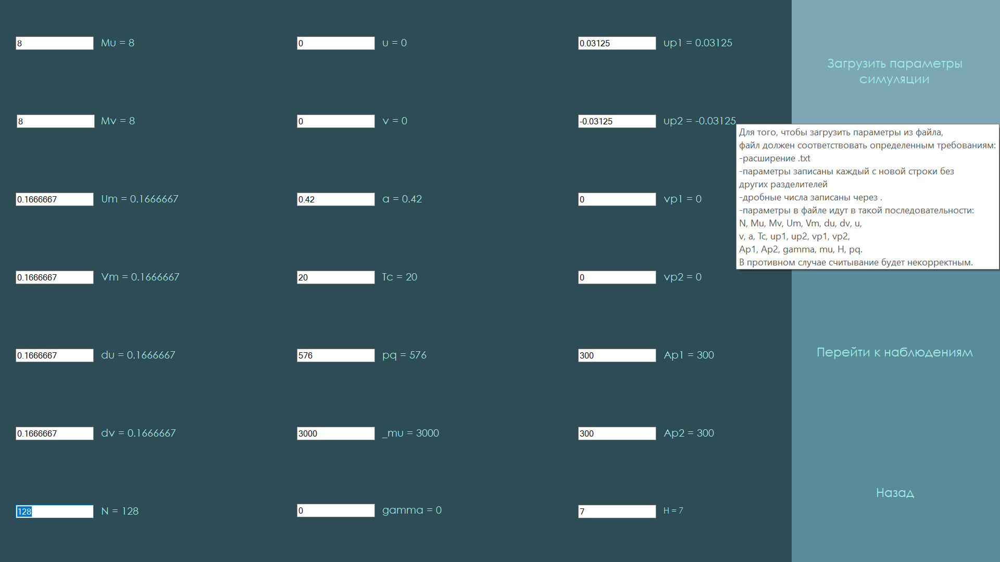 8 Mu = 8
0 u = 0
0.03125 up1 = 0.03125
8 Mv = 8
0 v = 0
-0.03125 up2 = -0.03125
0.1666667 Um = 0.1666667
0.42 a = 0.42
0 vp1 = 0
0.1666667 Vm = 0.1666667
20 Tc = 20
0 vp2 = 0
0.1666667 du = 0.1666667
576 pq = 576
300 Ap1 = 300
0.1666667 dv = 0.1666667
3000 _mu = 3000
300 Ap2 = 300
128 N = 128
0 gamma = 0
7 H = 7
Загрузить параметры
симуляции
Для того, чтобы загрузить параметры из файла,
файл должен соответствовать определенным требованиям:
-расширение .txt
-параметры записаны каждый с новой строки без
других разделителей
-дробные числа записаны через .
-параметры в файле идут в такой последовательности:
N, Mu, Mv, Um, Vm, du, dv, u,
v, a, Tc, up1, up2, vp1, vp2,
Ap1, Ap2, gamma, mu, H, pq.
В противном случае считывание будет некорректным.
Перейти к наблюдениям
Назад